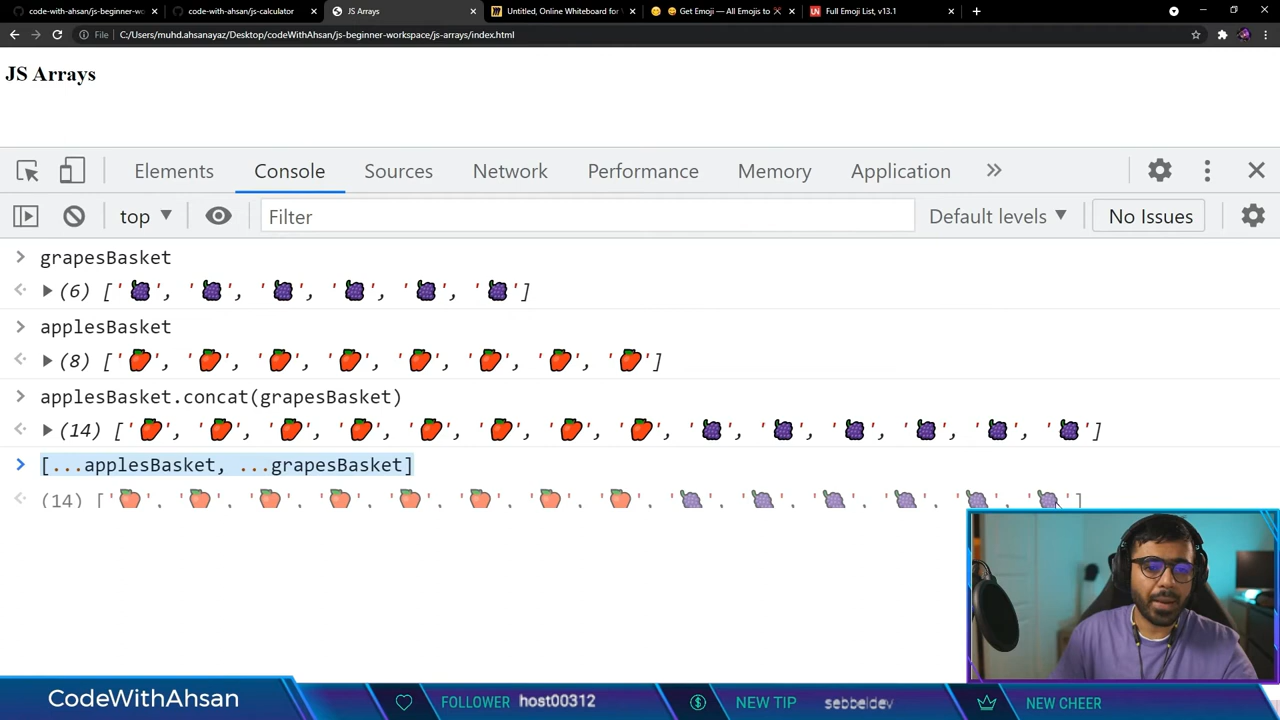 code-with-ahsan/js-beginner-wo
code-with-ahsan/js-calculator
JS Arrays
Untitled, Online Whiteboard for V
Get Emoji — All Emojis to
Full Emoji List, v13.1
File
C:/Users/muhd.ahsanayaz/Desktop/codeWithAhsan/js-beginner-workspace/js-arrays/index.html
JS Arrays
Elements Console Sources Network Performance Memory Application
top Filter Default levels No Issues
> grapesBasket
(6) ['🍇', '🍇', '🍇', '🍇', '🍇', '🍇']
> applesBasket
(8) ['🍎', '🍎', '🍎', '🍎', '🍎', '🍎', '🍎', '🍎']
> applesBasket.concat(grapesBasket)
(14) ['🍎', '🍎', '🍎', '🍎', '🍎', '🍎', '🍎', '🍎', '🍇', '🍇', '🍇', '🍇', '🍇', '🍇']
> [...applesBasket, ...grapesBasket]
(14) ['🍎', '🍎', '🍎', '🍎', '🍎', '🍎', '🍎', '🍎', '🍇', '🍇', '🍇', '🍇', '🍇', '🍇']
CodeWithAhsan
FOLLOWER host00312
NEW TIP sebbeldev
NEW CHEER